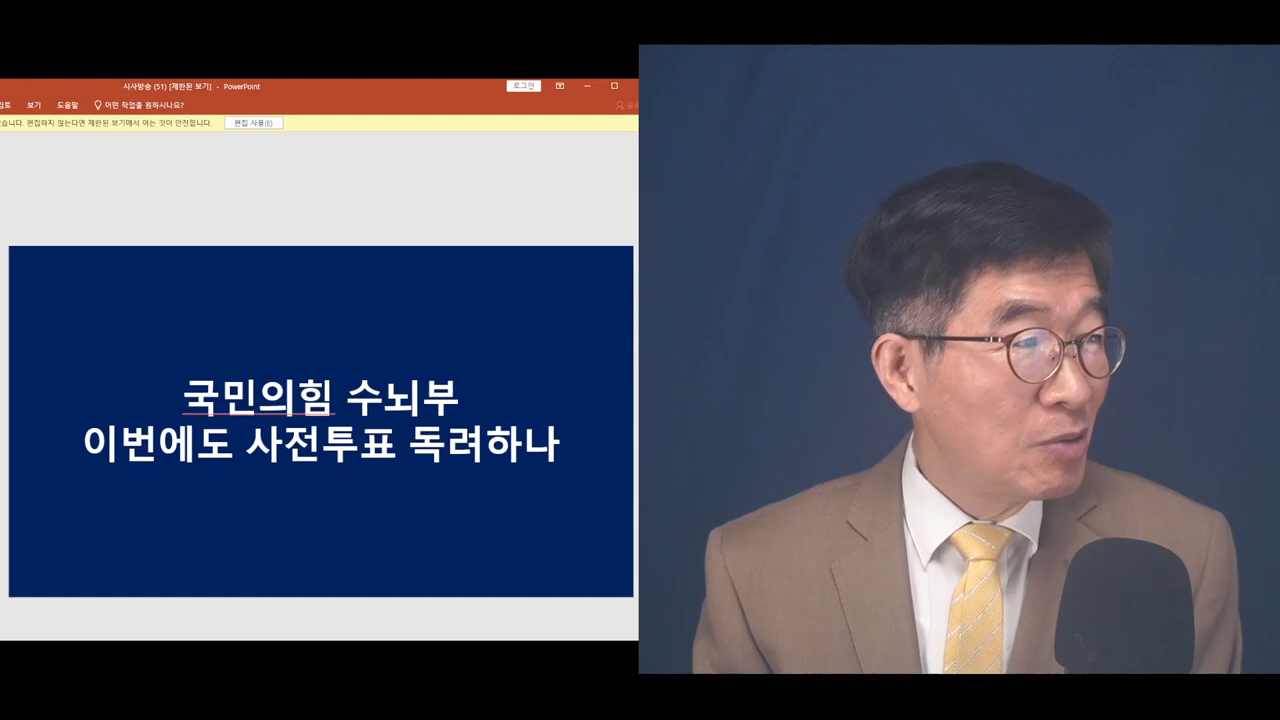 시사방송 (51) [제한된 보기] - PowerPoint
로그인
검토 보기 도움말 어떤 작업을 원하시나요?
편집하지 않는다면 제한된 보기에서 여는 것이 안전합니다.
편집 사용(E)
국민의힘 수뇌부
이번에도 사전투표 독려하나